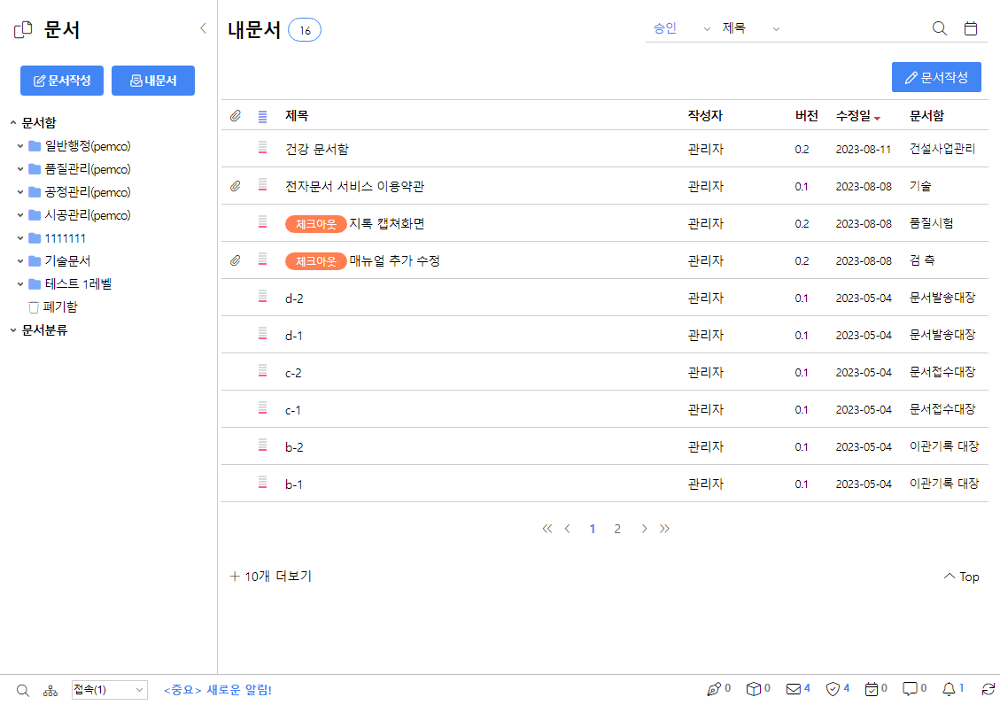 문서
문서작성 내문서
문서함
일반행정(pemco)
품질관리(pemco)
공정관리(pemco)
시공관리(pemco)
1111111
기술문서
테스트 1레벨
폐기함
문서분류
내문서 16
승인 제목
문서작성
제목 작성자 버전 수정일 문서함
건강 문서함 관리자 0.2 2023-08-11 건설사업관리
전자문서 서비스 이용약관 관리자 0.1 2023-08-08 기술
체크아웃 지톡 캡쳐화면 관리자 0.2 2023-08-08 품질시험
체크아웃 매뉴얼 추가 수정 관리자 0.2 2023-08-08 검 측
d-2 관리자 0.1 2023-05-04 문서발송대장
d-1 관리자 0.1 2023-05-04 문서발송대장
c-2 관리자 0.1 2023-05-04 문서접수대장
c-1 관리자 0.1 2023-05-04 문서접수대장
b-2 관리자 0.1 2023-05-04 이관기록 대장
b-1 관리자 0.1 2023-05-04 이관기록 대장
1 2
10개 더보기 Top
접속(1) <중요> 새로운 알림! 0 0 4 4 0 0 1